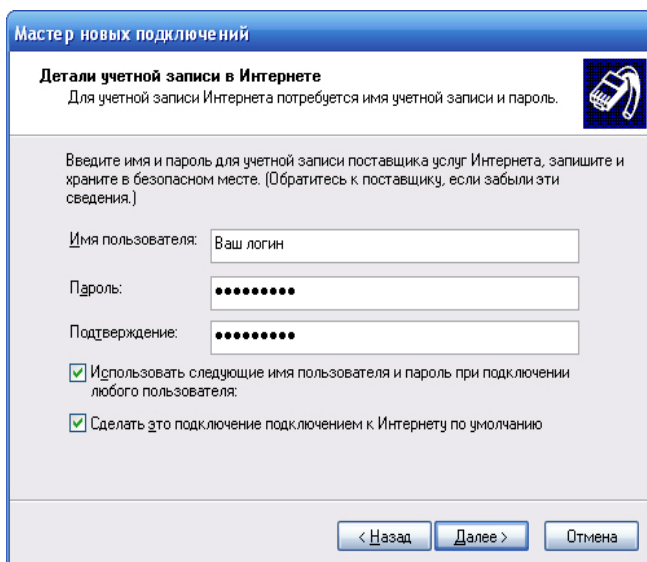 Мастер новых подключений
Детали учетной записи в Интернете
Для учетной записи Интернета потребуется имя учетной записи и пароль.
Введите имя и пароль для учетной записи поставщика услуг Интернета, запишите и
храните в безопасном месте. (Обратитесь к поставщику, если забыли эти
сведения.)
Имя пользователя: Ваш логин
Пароль: •••••••••
Подтверждение: •••••••••
Использовать следующие имя пользователя и пароль при подключении
любого пользователя:
Сделать это подключение подключением к Интернету по умолчанию
< Назад Далее > Отмена